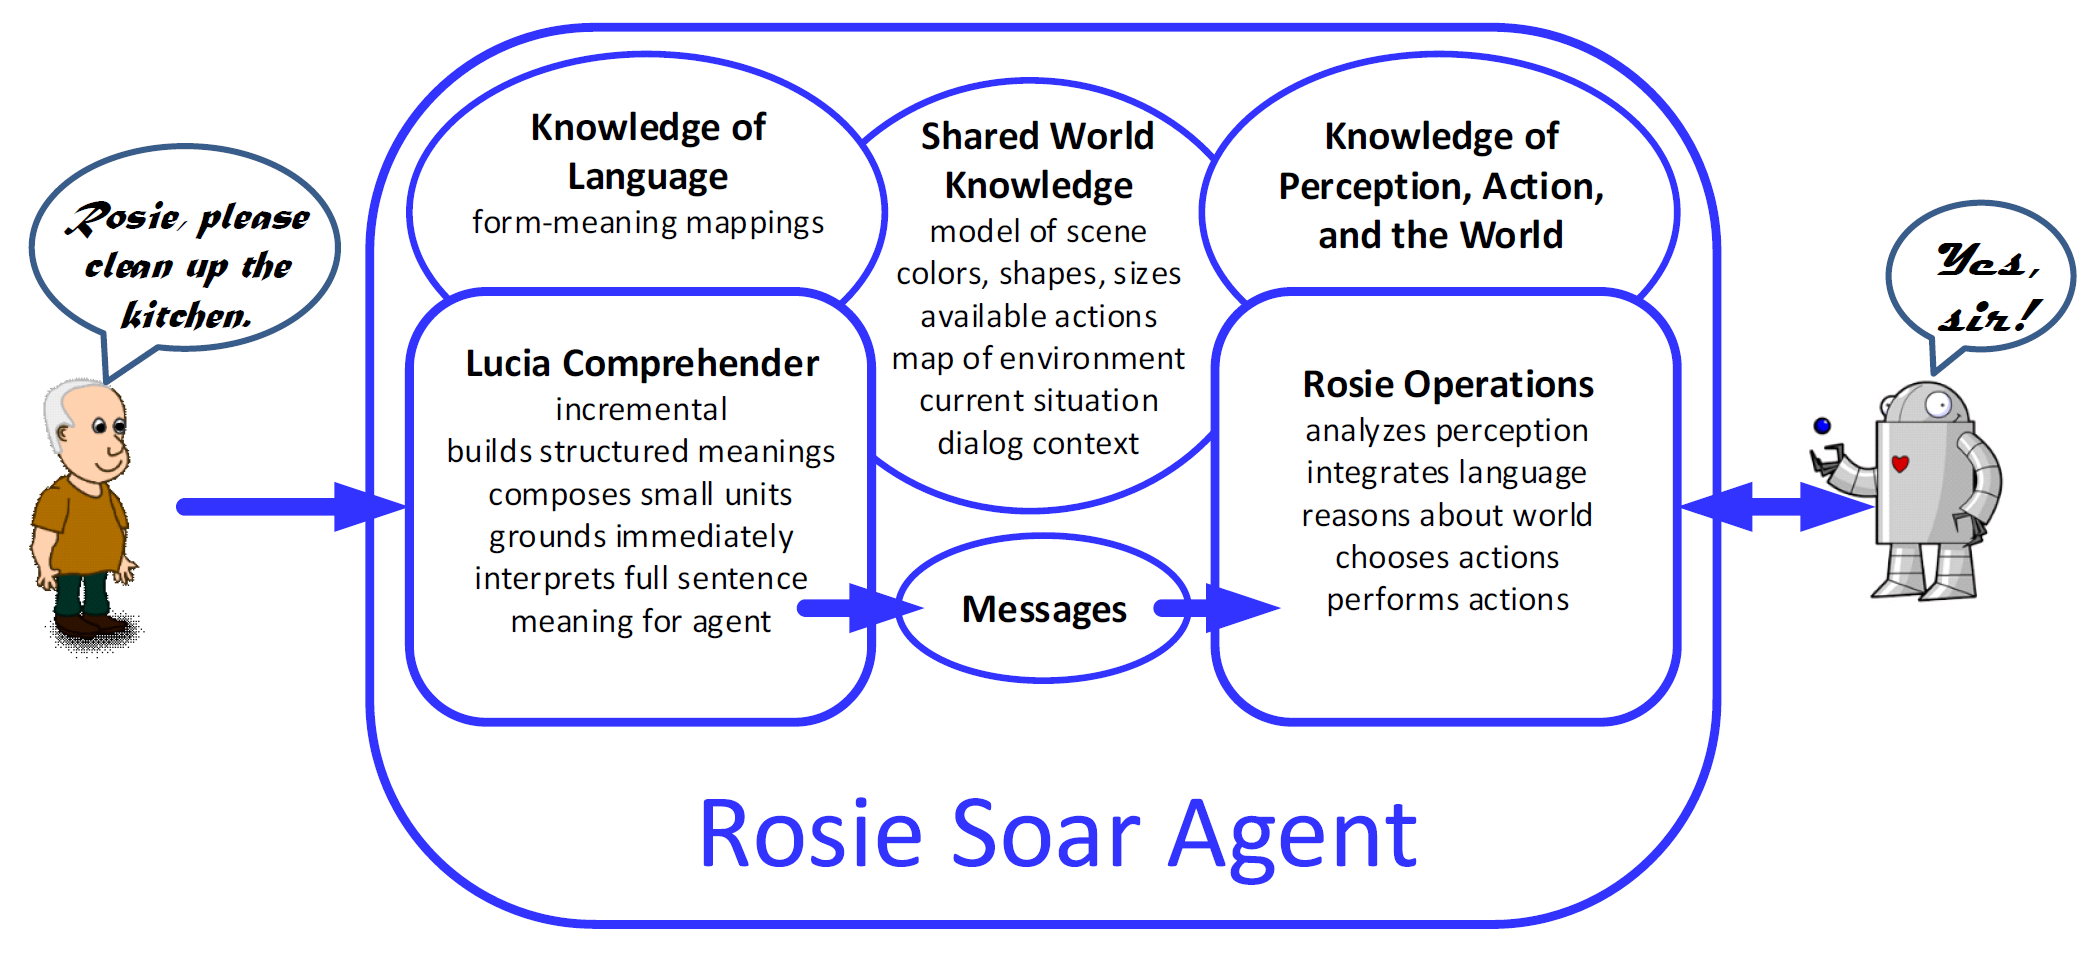 Rosie, please
clean up the
kitchen.
Knowledge of
Language
form-meaning mappings
Lucia Comprehender
incremental
builds structured meanings
composes small units
grounds immediately
interprets full sentence
meaning for agent
Shared World
Knowledge
model of scene
colors, shapes, sizes
available actions
map of environment
current situation
dialog context
Messages
Knowledge of
Perception, Action,
and the World
Rosie Operations
analyzes perception
integrates language
reasons about world
chooses actions
performs actions
Yes,
sir!
Rosie Soar Agent